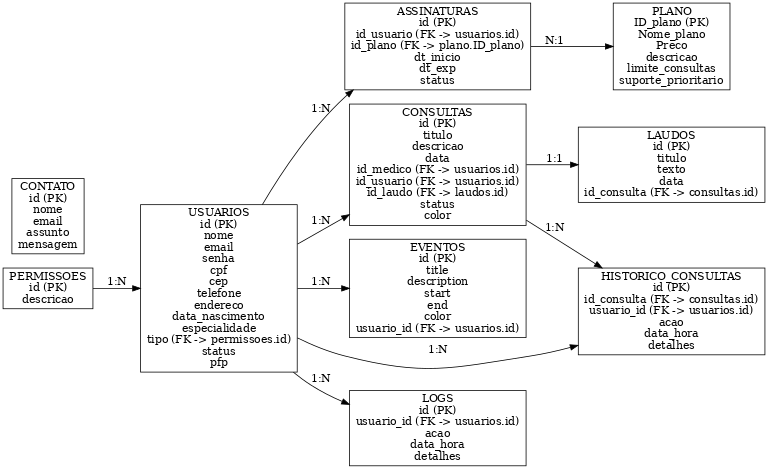 CONTATO
id (PK)
nome
email
assunto
mensagem
PERMISSOES
id (PK)
descricao
1:N
USUARIOS
id (PK)
nome
email
senha
cpf
cep
telefone
endereco
data_nascimento
especialidade
tipo (FK -> permissoes.id)
status
pfp
1:N
1:N
1:N
1:N
1:N
ASSINATURAS
id (PK)
id_usuario (FK -> usuarios.id)
id_plano (FK -> plano.ID_plano)
dt_inicio
dt_exp
status
N:1
PLANO
ID_plano (PK)
Nome_plano
Preco
descricao
limite_consultas
suporte_prioritario
CONSULTAS
id (PK)
titulo
descricao
data
id_medico (FK -> usuarios.id)
id_usuario (FK -> usuarios.id)
id_laudo (FK -> laudos.id)
status
color
1:1
1:N
LAUDOS
id (PK)
titulo
texto
data
id_consulta (FK -> consultas.id)
EVENTOS
id (PK)
title
description
start
end
color
usuario_id (FK -> usuarios.id)
HISTORICO_CONSULTAS
id (PK)
id_consulta (FK -> consultas.id)
usuario_id (FK -> usuarios.id)
acao
data_hora
detalhes
LOGS
id (PK)
usuario_id (FK -> usuarios.id)
acao
data_hora
detalhes